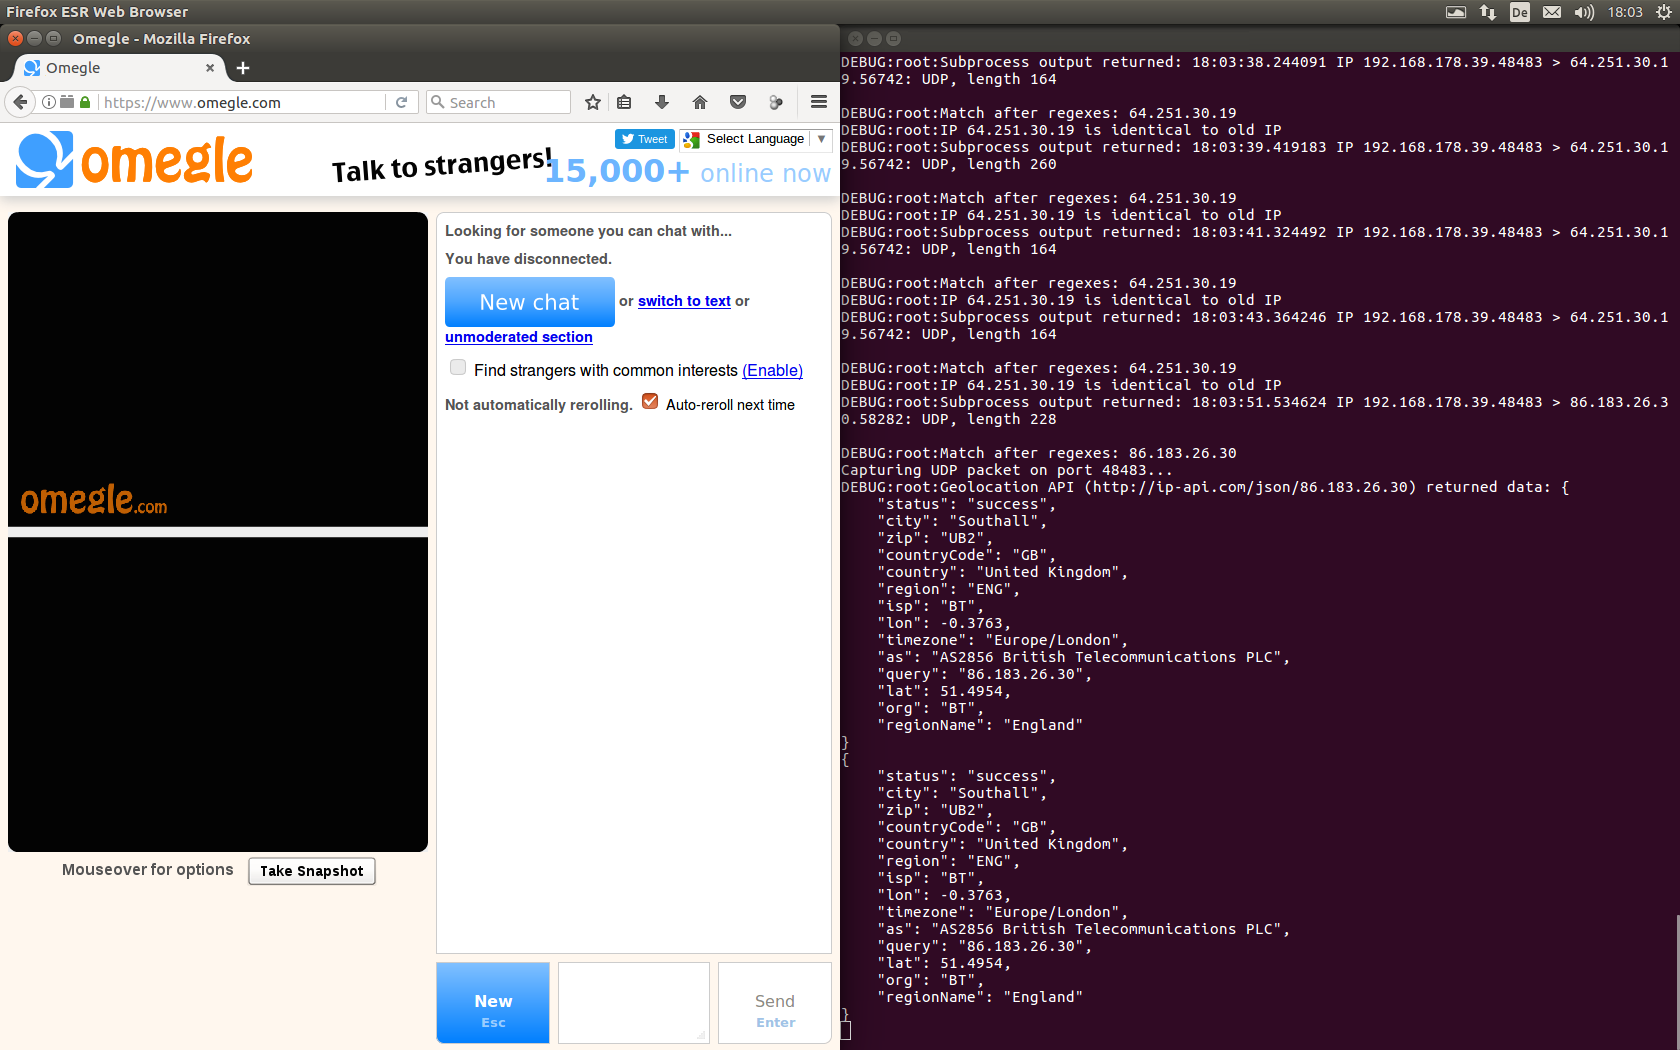 Firefox ESR Web Browser
De
18:03
Omegle - Mozilla Firefox
Omegle
https://www.omegle.com
Search
omegle
Talk to strangers!
Tweet
Select Language
15,000+ online now
omegle.com
Mouseover for options
Take Snapshot
Looking for someone you can chat with...
You have disconnected.
New chat or switch to text or
unmoderated section
Find strangers with common interests (Enable)
Not automatically rerolling. Auto-reroll next time
New
Esc
Send
Enter
DEBUG:root:Subprocess output returned: 18:03:38.244091 IP 192.168.178.39.48483 > 64.251.30.1
9.56742: UDP, length 164
DEBUG:root:Match after regexes: 64.251.30.19
DEBUG:root:IP 64.251.30.19 is identical to old IP
DEBUG:root:Subprocess output returned: 18:03:39.419183 IP 192.168.178.39.48483 > 64.251.30.1
9.56742: UDP, length 260
DEBUG:root:Match after regexes: 64.251.30.19
DEBUG:root:IP 64.251.30.19 is identical to old IP
DEBUG:root:Subprocess output returned: 18:03:41.324492 IP 192.168.178.39.48483 > 64.251.30.1
9.56742: UDP, length 164
DEBUG:root:Match after regexes: 64.251.30.19
DEBUG:root:IP 64.251.30.19 is identical to old IP
DEBUG:root:Subprocess output returned: 18:03:43.364246 IP 192.168.178.39.48483 > 64.251.30.1
9.56742: UDP, length 164
DEBUG:root:Match after regexes: 64.251.30.19
DEBUG:root:IP 64.251.30.19 is identical to old IP
DEBUG:root:Subprocess output returned: 18:03:51.534624 IP 192.168.178.39.48483 > 86.183.26.3
0.58282: UDP, length 228
DEBUG:root:Match after regexes: 86.183.26.30
Capturing UDP packet on port 48483...
DEBUG:root:Geolocation API (http://ip-api.com/json/86.183.26.30) returned data: {
"status": "success",
"city": "Southall",
"zip": "UB2",
"countryCode": "GB",
"country": "United Kingdom",
"region": "ENG",
"isp": "BT",
"lon": -0.3763,
"timezone": "Europe/London",
"as": "AS2856 British Telecommunications PLC",
"query": "86.183.26.30",
"lat": 51.4954,
"org": "BT",
"regionName": "England"
}
{
"status": "success",
"city": "Southall",
"zip": "UB2",
"countryCode": "GB",
"country": "United Kingdom",
"region": "ENG",
"isp": "BT",
"lon": -0.3763,
"timezone": "Europe/London",
"as": "AS2856 British Telecommunications PLC",
"query": "86.183.26.30",
"lat": 51.4954,
"org": "BT",
"regionName": "England"
}